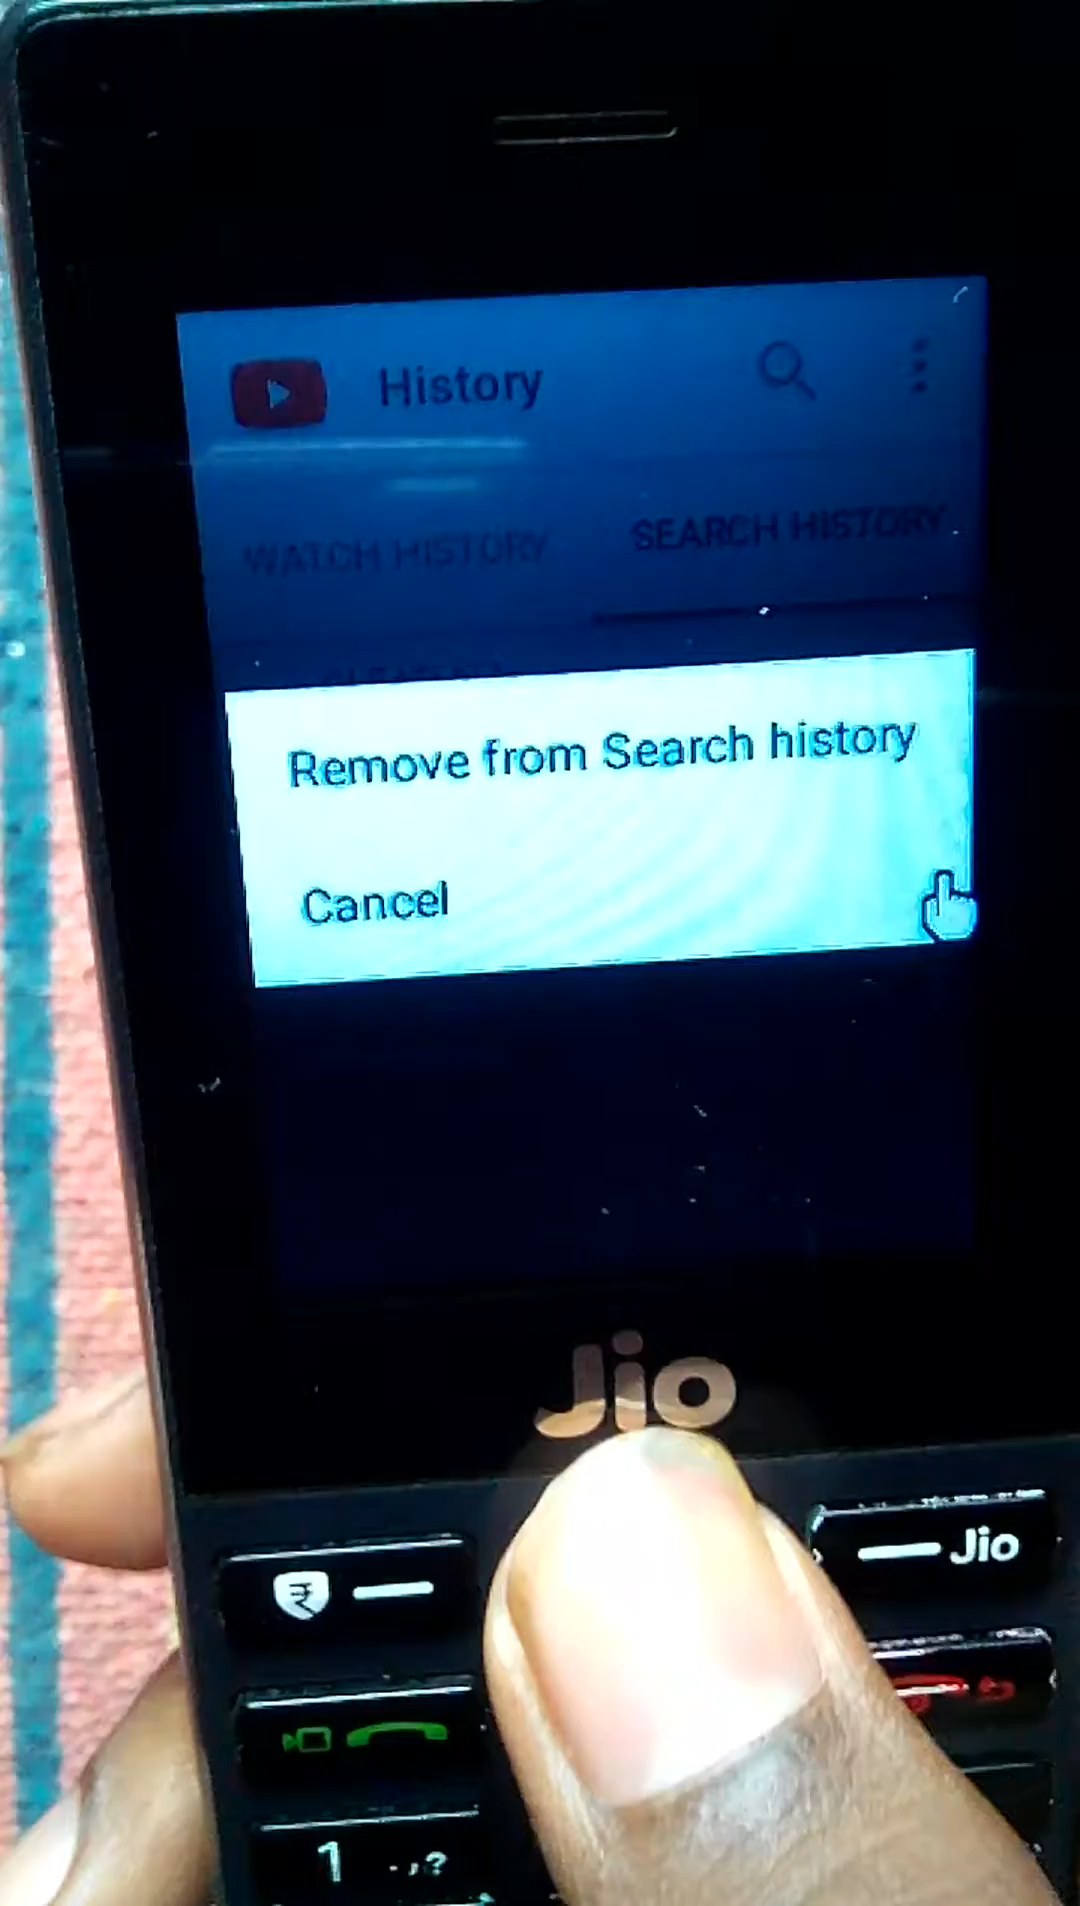 History
WATCH HISTORY
SEARCH HISTORY
Remove from Search history
Cancel
Jio
₹
Jio
1 . , ?